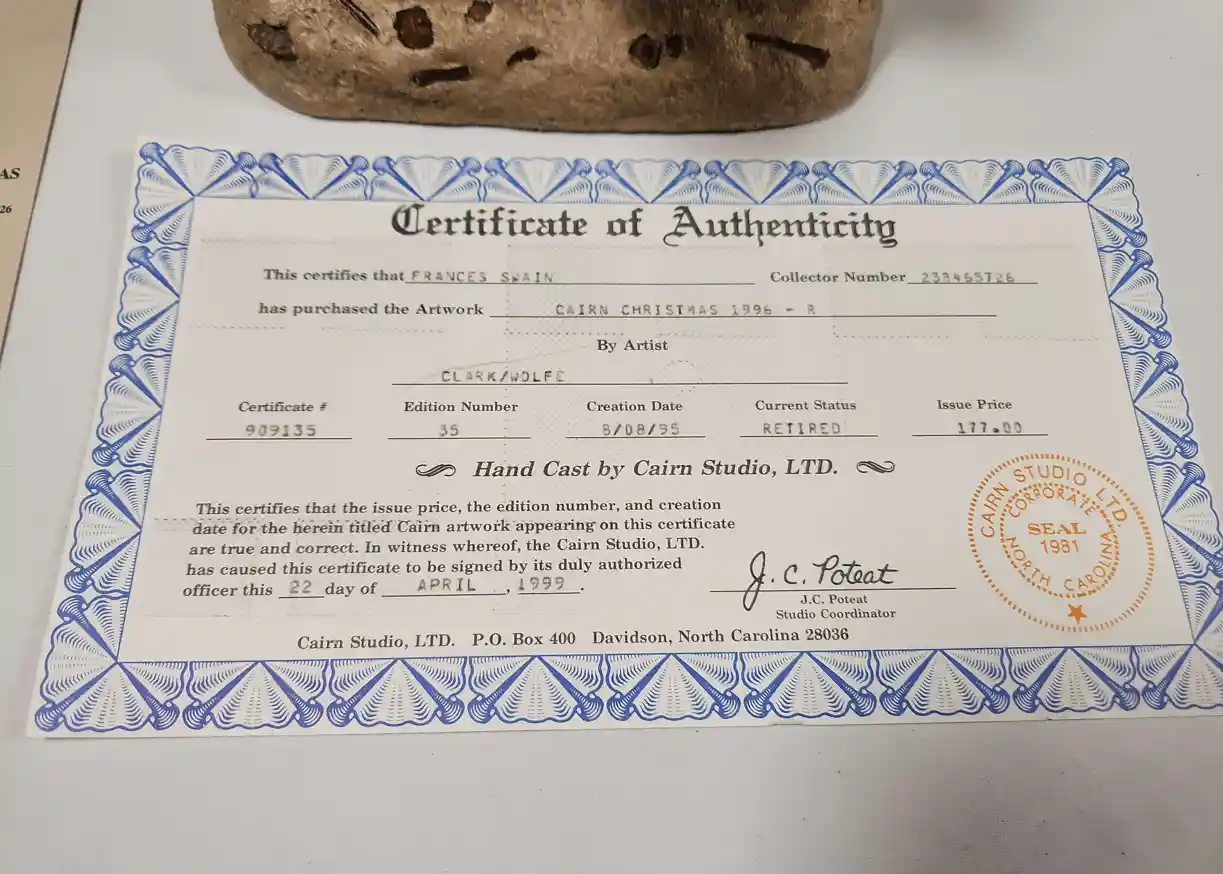 AS
26
Certificate of Authenticity
This certifies that FRANCES SWAIN Collector Number 233465726
has purchased the Artwork CAIRN CHRISTMAS 1996 - R
By Artist
CLARK/WOLFE
Certificate # Edition Number Creation Date Current Status Issue Price
909135 35 8/08/95 RETIRED 177.00
Hand Cast by Cairn Studio, LTD.
This certifies that the issue price, the edition number, and creation
date for the herein titled Cairn artwork appearing on this certificate
are true and correct. In witness whereof, the Cairn Studio, LTD.
has caused this certificate to be signed by its duly authorized
officer this 22 day of APRIL, 1999.
J. C. Poteat
J.C. Poteat
Studio Coordinator
CAIRN STUDIO LTD.
CORPORATE
SEAL
1981
NORTH CAROLINA
Cairn Studio, LTD. P.O. Box 400 Davidson, North Carolina 28036